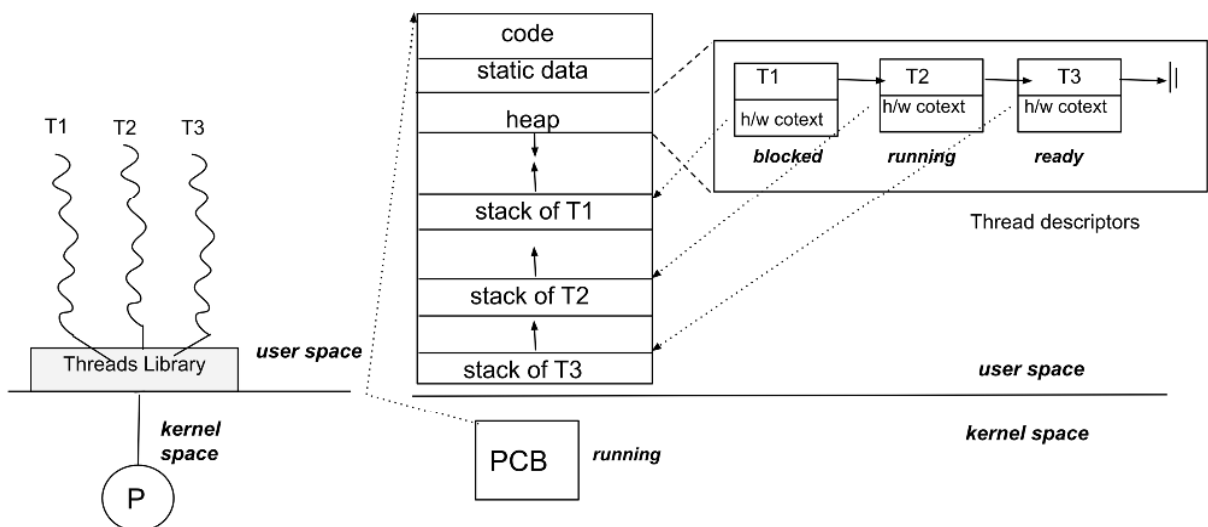 T1 T2 T3
Threads Library
user space
kernel
space
P
code
static data
heap
stack of T1
stack of T2
stack of T3
PCB
running
T1
h/w cotext
blocked
T2
h/w cotext
running
T3
h/w cotext
ready
Thread descriptors
user space
kernel space